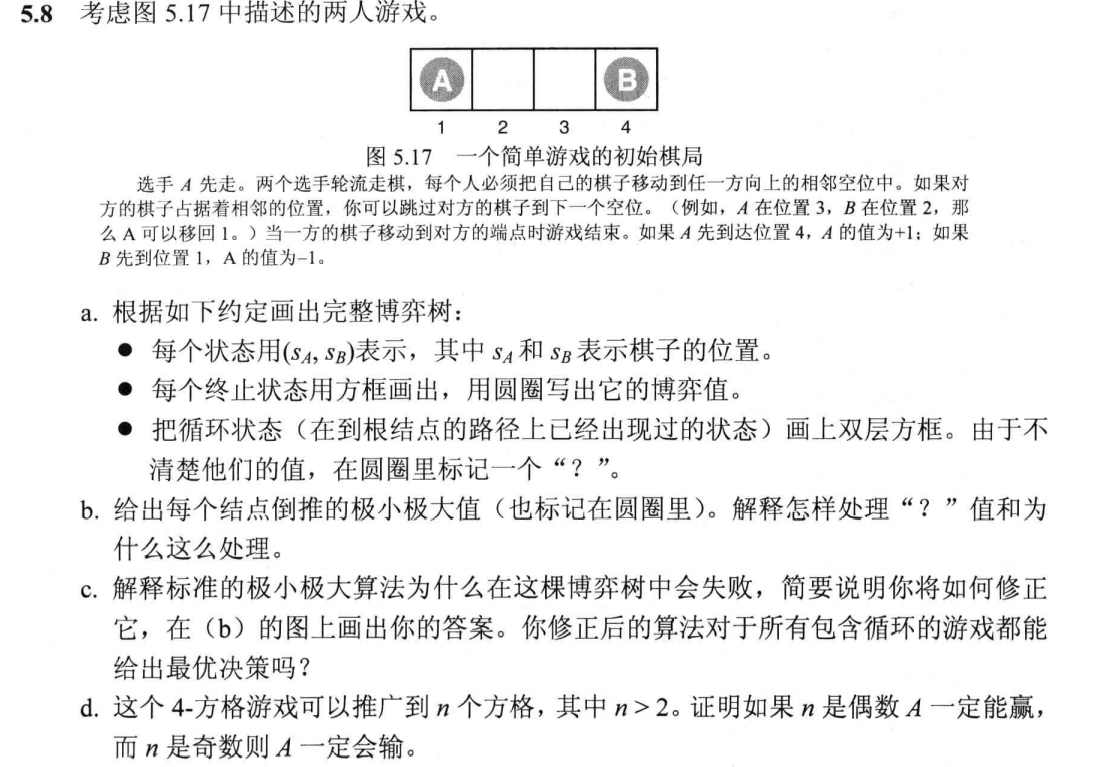 5.8 考虑图 5.17 中描述的两人游戏。
A B
1 2 3 4
图 5.17 一个简单游戏的初始棋局
选手 A 先走。两个选手轮流走棋，每个人必须把自己的棋子移动到任一方向上的相邻空位中。如果对
方的棋子占据着相邻的位置，你可以跳过对方的棋子到下一个空位。（例如，A 在位置 3，B 在位置 2，那
么 A 可以移回 1。）当一方的棋子移动到对方的端点时游戏结束。如果 A 先到达位置 4，A 的值为+1；如果
B 先到位置 1，A 的值为–1。
a. 根据如下约定画出完整博弈树：
● 每个状态用(sA, sB)表示，其中 sA 和 sB 表示棋子的位置。
● 每个终止状态用方框画出，用圆圈写出它的博弈值。
● 把循环状态（在到根结点的路径上已经出现过的状态）画上双层方框。由于不
清楚他们的值，在圆圈里标记一个“？”。
b. 给出每个结点倒推的极小极大值（也标记在圆圈里）。解释怎样处理“？”值和为
什么这么处理。
c. 解释标准的极小极大算法为什么在这棵博弈树中会失败，简要说明你将如何修正
它，在（b）的图上画出你的答案。你修正后的算法对于所有包含循环的游戏都能
给出最优决策吗？
d. 这个 4-方格游戏可以推广到 n 个方格，其中 n > 2。证明如果 n 是偶数 A 一定能赢，
而 n 是奇数则 A 一定会输。